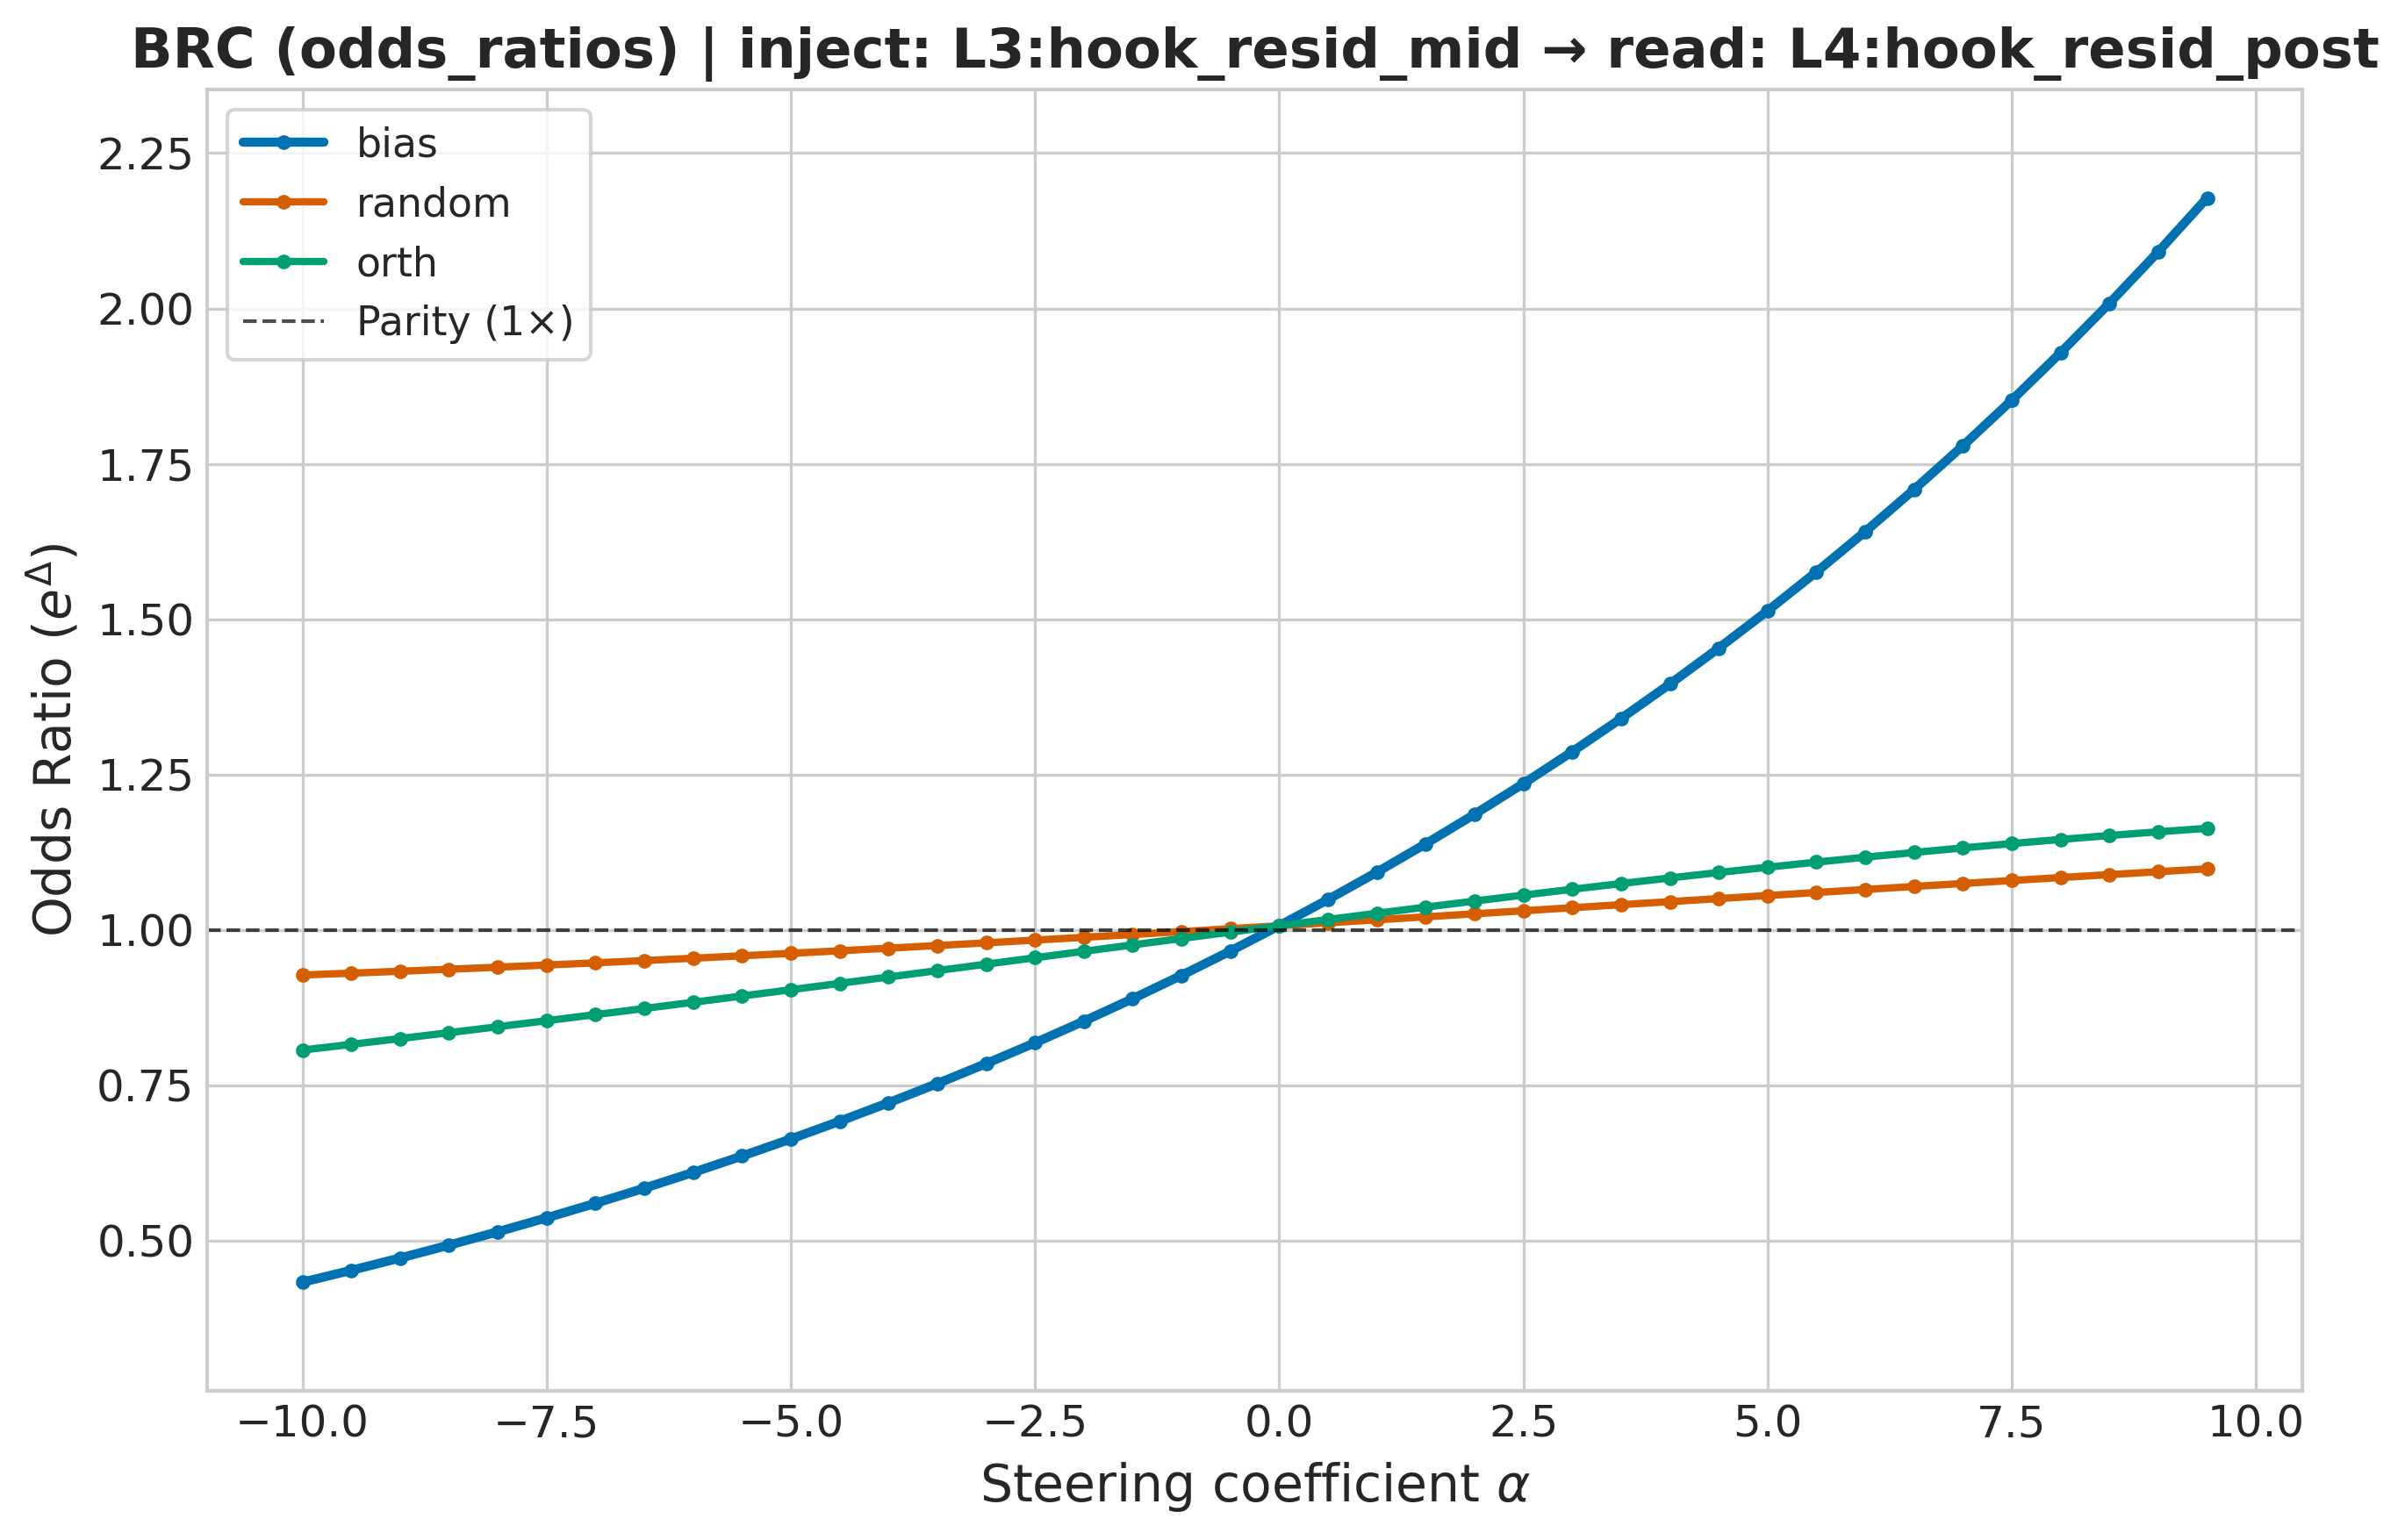 BRC (odds_ratios) | inject: L3:hook_resid_mid → read: L4:hook_resid_post
bias
random
orth
Parity (1×)
Odds Ratio (e^Δ)
2.25
2.00
1.75
1.50
1.25
1.00
0.75
0.50
−10.0 −7.5 −5.0 −2.5 0.0 2.5 5.0 7.5 10.0
Steering coefficient α